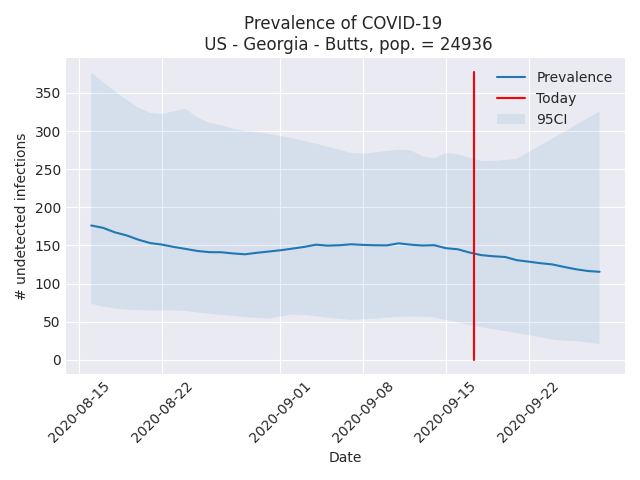 Prevalence of COVID-19
US - Georgia - Butts, pop. = 24936
Prevalence
Today
95CI
# undetected infections
350
300
250
200
150
100
50
0
2020-08-15
2020-08-22
2020-09-01
2020-09-08
2020-09-15
2020-09-22
Date